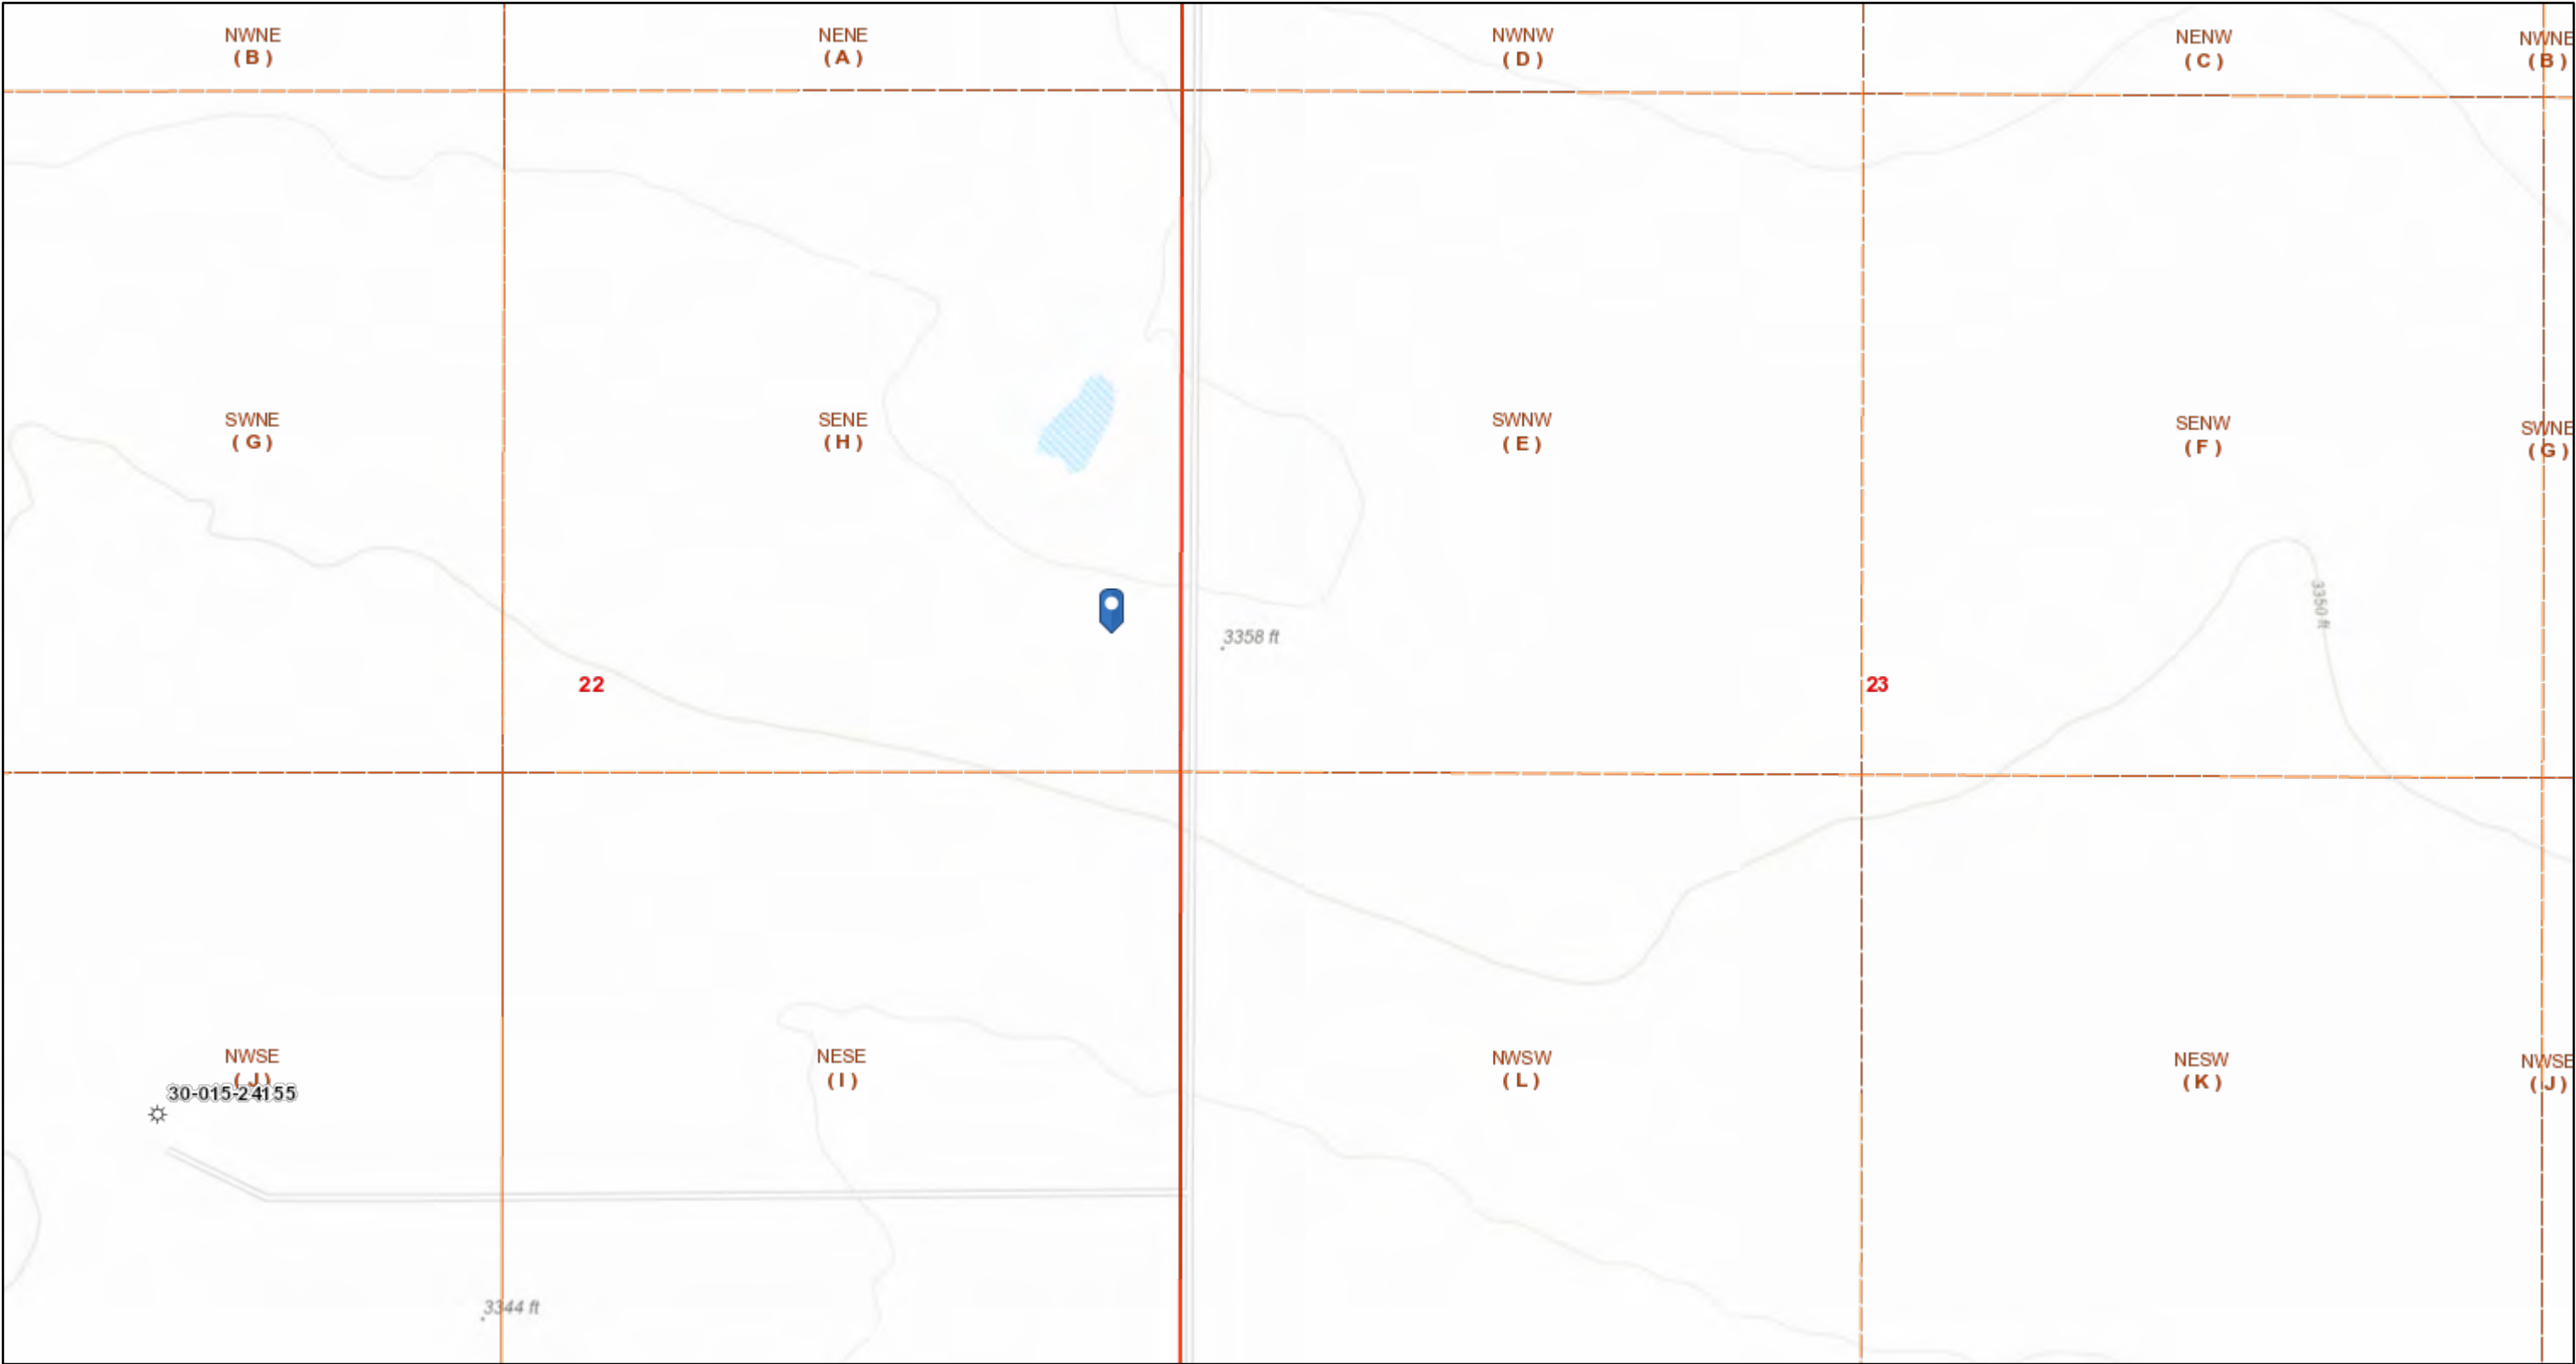 NWNE
( B )
NENE
( A )
NWNW
( D )
NENW
( C )
NWNE
( B )
SWNE
( G )
SENE
( H )
SWNW
( E )
SENW
( F )
SWNE
( G )
3350 ft
3358 ft
22
23
NWSE
( J )
30-015-24155
NESE
( I )
NWSW
( L )
NESW
( K )
NWSE
( J )
3344 ft